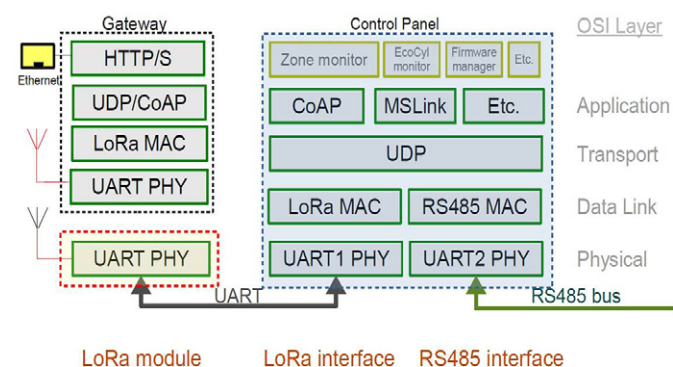 Gateway
Control Panel
OSI Layer
HTTP/S
Ethernet
Zone monitor
EcoCyl
monitor
Firmware
manager
Etc.
UDP/CoAP
CoAP
MSLink
Etc.
Application
LoRa MAC
UDP
Transport
UART PHY
LoRa MAC
RS485 MAC
Data Link
UART PHY
UART1 PHY
UART2 PHY
Physical
UART
RS485 bus
LoRa module
LoRa interface
RS485 interface